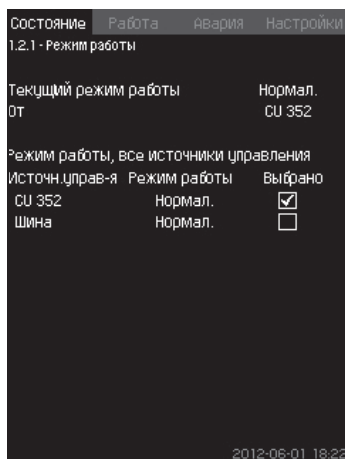 Состояние Работа Авария Настройки
1.2.1 - Режим работы
Текущий режим работы Нормал.
От CU 352
Режим работы, все источники управления
Источн.управ-я Режим работы Выбрано
CU 352 Нормал.
Шина Нормал.
2012-06-01 18:22